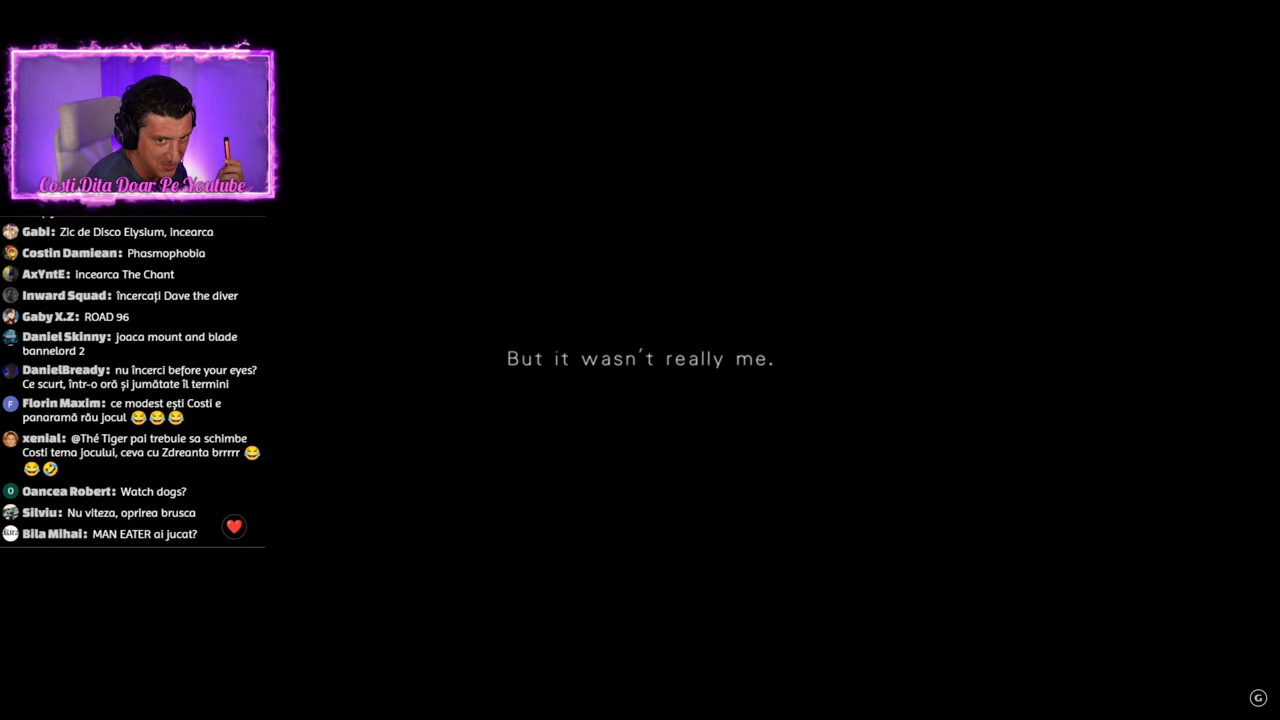 Costi Dita Doar Pe Youtube
Gabi: Zic de Disco Elysium, incearca
Costin Damiean: Phasmophobia
AxYntE: incearca The Chant
Inward Squad: încercați Dave the diver
Gaby X.Z: ROAD 96
Daniel Skinny: joaca mount and blade
bannelord 2
DanielBready: nu încerci before your eyes?
Ce scurt, într-o oră și jumătate îl termini
F
Florin Maxim: ce modest ești Costi e
panaramă rău jocul 😂 😂 😂
xenial: @Thé Tiger pai trebuie sa schimbe
Costi tema jocului, ceva cu Zdreanta brrrrr 😂
😂 🤣
O
Oancea Robert: Watch dogs?
Silviu: Nu viteza, oprirea brusca
Bila Mihai: MAN EATER ai jucat?
But it wasn't really me.
G